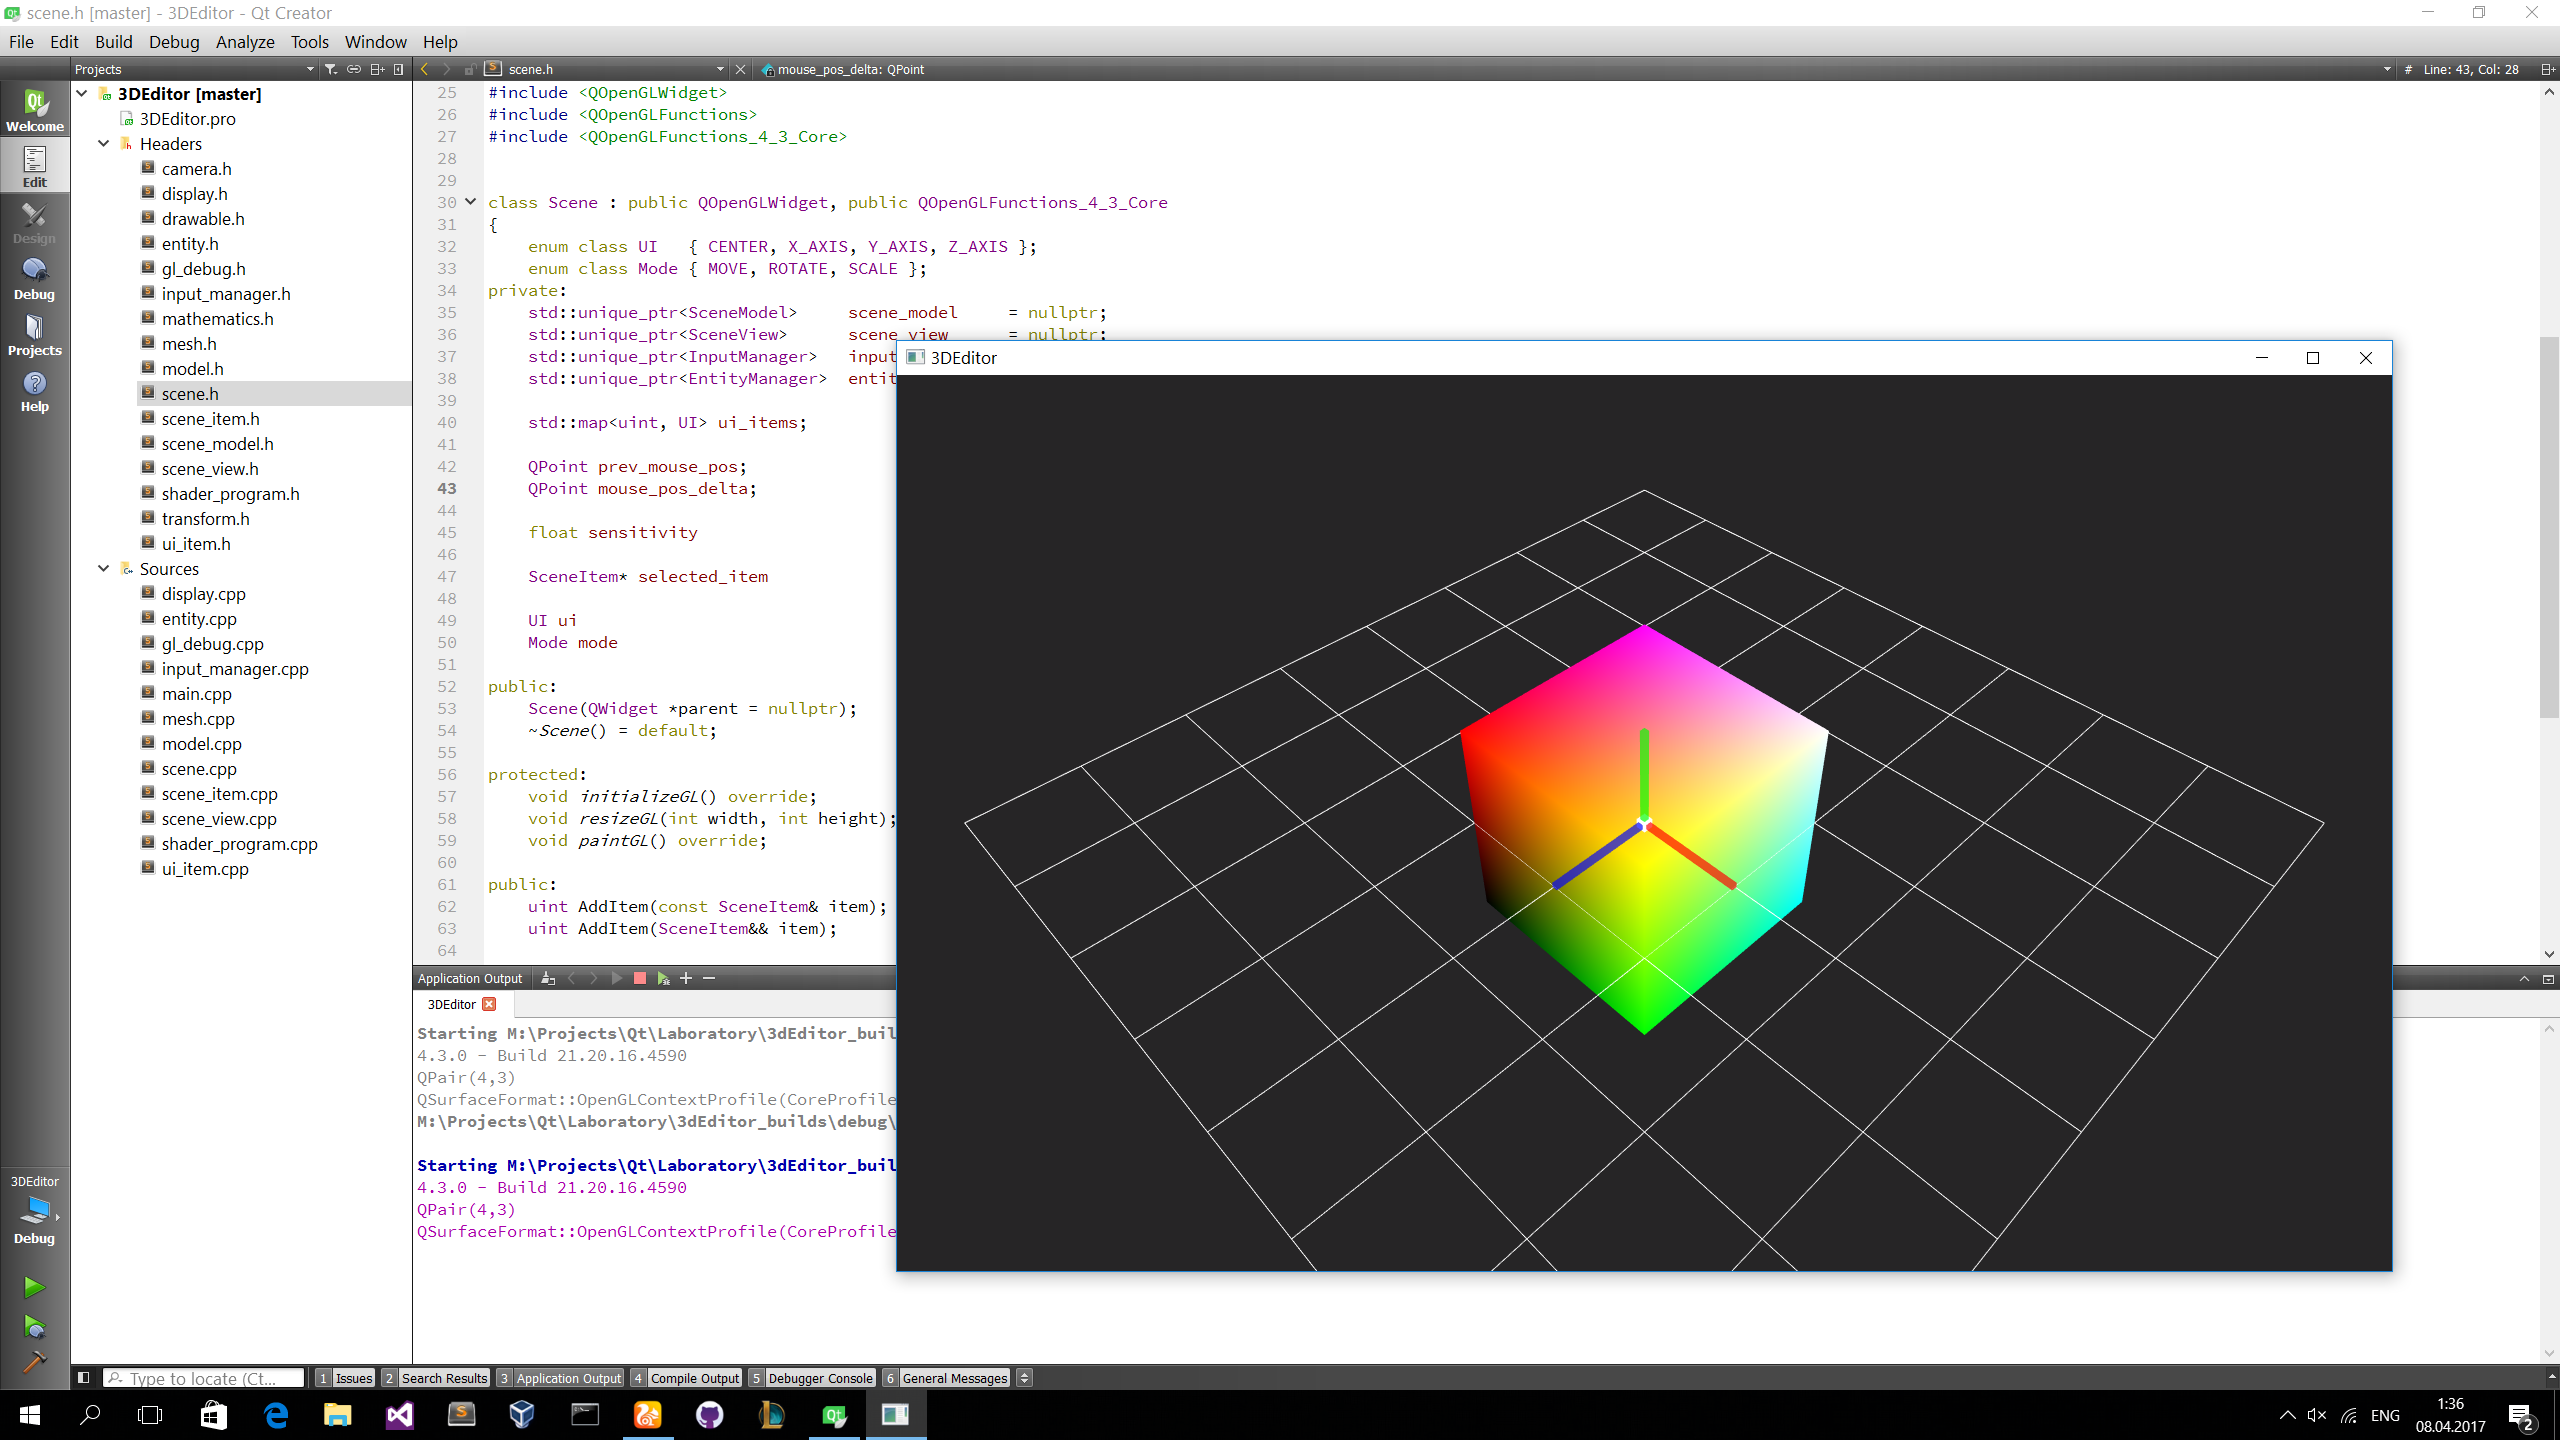 scene.h [master] - 3DEditor - Qt Creator
File Edit Build Debug Analyze Tools Window Help
Projects
scene.h
mouse_pos_delta: QPoint
# Line: 43, Col: 28
Welcome
Edit
Design
Debug
Projects
Help
3DEditor
Debug
3DEditor [master]
3DEditor.pro
Headers
camera.h
display.h
drawable.h
entity.h
gl_debug.h
input_manager.h
mathematics.h
mesh.h
model.h
scene.h
scene_item.h
scene_model.h
scene_view.h
shader_program.h
transform.h
ui_item.h
Sources
display.cpp
entity.cpp
gl_debug.cpp
input_manager.cpp
main.cpp
mesh.cpp
model.cpp
scene.cpp
scene_item.cpp
scene_view.cpp
shader_program.cpp
ui_item.cpp
25 #include <QOpenGLWidget>
26 #include <QOpenGLFunctions>
27 #include <QOpenGLFunctions_4_3_Core>
28
29
30 class Scene : public QOpenGLWidget, public QOpenGLFunctions_4_3_Core
31 {
32 enum class UI { CENTER, X_AXIS, Y_AXIS, Z_AXIS };
33 enum class Mode { MOVE, ROTATE, SCALE };
34 private:
35 std::unique_ptr<SceneModel> scene_model = nullptr;
36 std::unique_ptr<SceneView> scene_view = nullptr;
37 std::unique_ptr<InputManager> input
38 std::unique_ptr<EntityManager> entit
39
40 std::map<uint, UI> ui_items;
41
42 QPoint prev_mouse_pos;
43 QPoint mouse_pos_delta;
44
45 float sensitivity
46
47 SceneItem* selected_item
48
49 UI ui
50 Mode mode
51
52 public:
53 Scene(QWidget *parent = nullptr);
54 ~Scene() = default;
55
56 protected:
57 void initializeGL() override;
58 void resizeGL(int width, int height);
59 void paintGL() override;
60
61 public:
62 uint AddItem(const SceneItem& item);
63 uint AddItem(SceneItem&& item);
64
3DEditor
Application Output
3DEditor
Starting M:\Projects\Qt\Laboratory\3dEditor_buil
4.3.0 - Build 21.20.16.4590
QPair(4,3)
QSurfaceFormat::OpenGLContextProfile(CoreProfile
M:\Projects\Qt\Laboratory\3dEditor_builds\debug\
Starting M:\Projects\Qt\Laboratory\3dEditor_buil
4.3.0 - Build 21.20.16.4590
QPair(4,3)
QSurfaceFormat::OpenGLContextProfile(CoreProfile
Type to locate (Ct...
1 Issues 2 Search Results 3 Application Output 4 Compile Output 5 Debugger Console 6 General Messages
ENG
1:36
08.04.2017
2